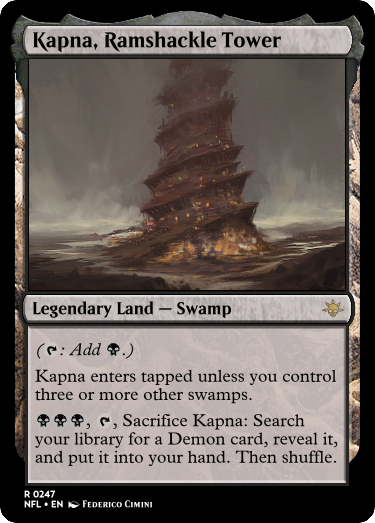 Kapna, Ramshackle Tower
Legendary Land — Swamp
(: Add .)
Kapna enters tapped unless you control
three or more other swamps.
, , Sacrifice Kapna: Search
your library for a Demon card, reveal it,
and put it into your hand. Then shuffle.
R 0247
NFL • EN Federico Cimini